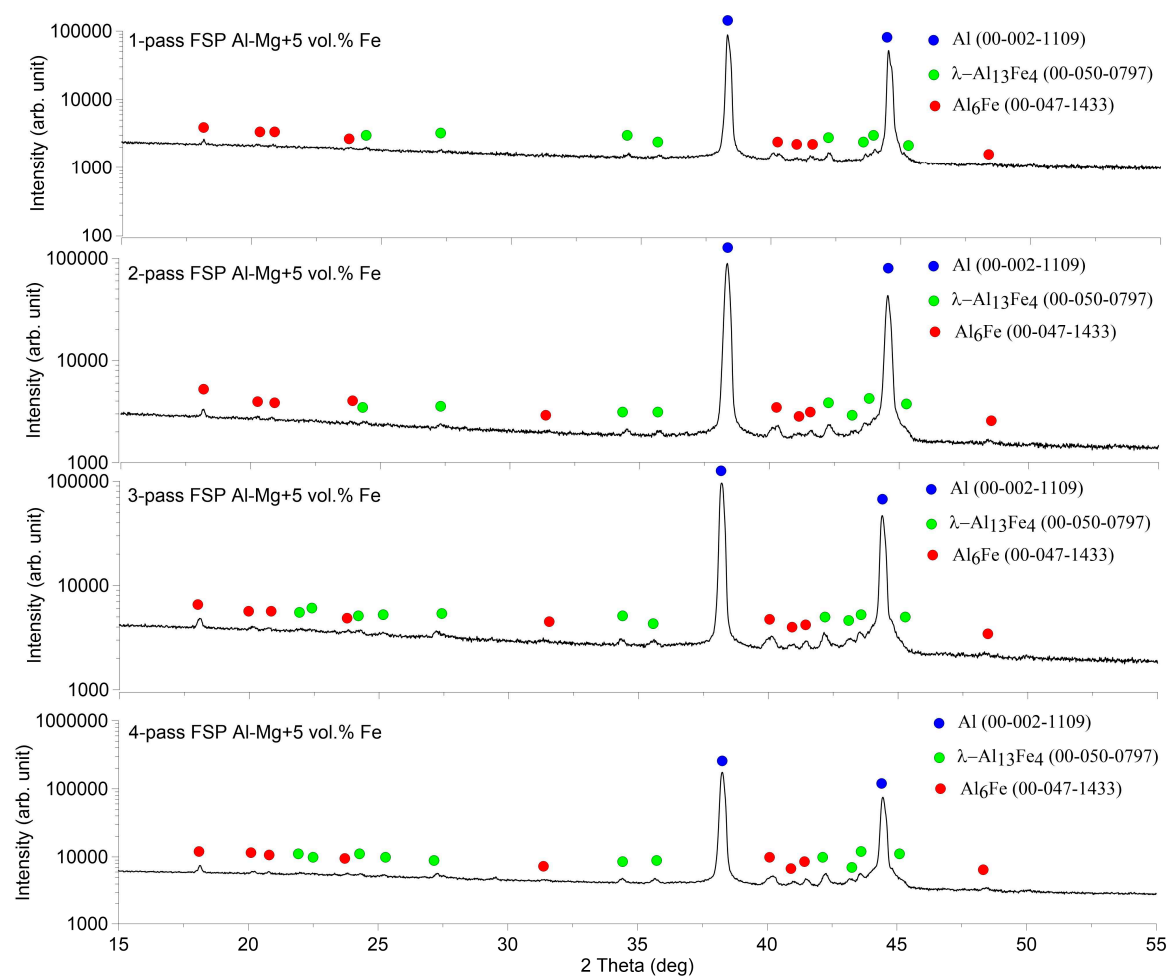 1-pass FSP Al-Mg+5 vol.% Fe
Al (00-002-1109)
λ−Al13Fe4 (00-050-0797)
Al6Fe (00-047-1433)
Intensity (arb. unit)
100000
10000
1000
100
2-pass FSP Al-Mg+5 vol.% Fe
Al (00-002-1109)
λ−Al13Fe4 (00-050-0797)
Al6Fe (00-047-1433)
Intensity (arb. unit)
100000
10000
1000
3-pass FSP Al-Mg+5 vol.% Fe
Al (00-002-1109)
λ−Al13Fe4 (00-050-0797)
Al6Fe (00-047-1433)
Intensity (arb. unit)
100000
10000
1000
4-pass FSP Al-Mg+5 vol.% Fe
Al (00-002-1109)
λ−Al13Fe4 (00-050-0797)
Al6Fe (00-047-1433)
Intensity (arb. unit)
1000000
100000
10000
1000
15 20 25 30 35 40 45 50 55
2 Theta (deg)